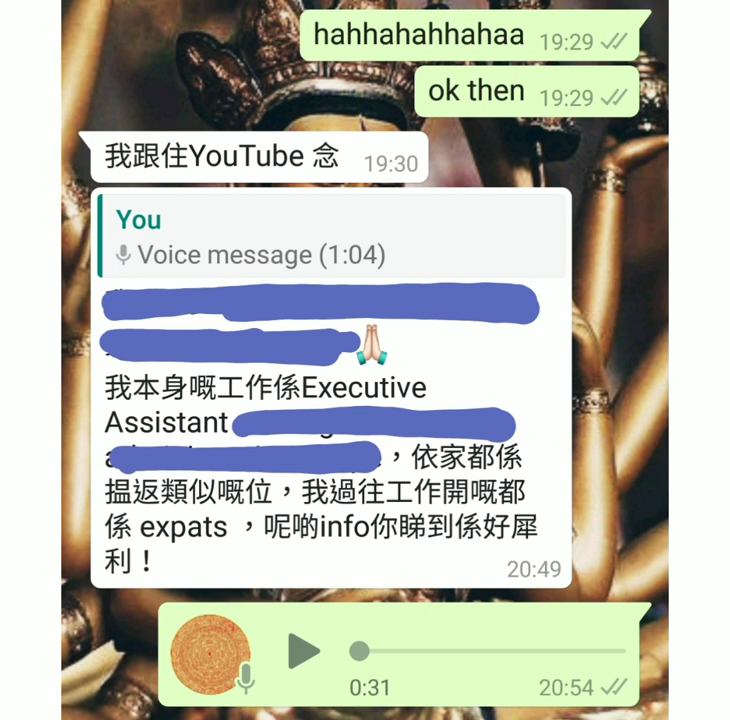 hahhahahhahaa 19:29
ok then 19:29
我跟住YouTube 念 19:30
You
Voice message (1:04)
我本身嘅工作係Executive
Assistant
，依家都係
搵返類似嘅位，我過往工作開嘅都
係 expats ，呢啲info你睇到係好犀
利！
20:49
0:31 20:54